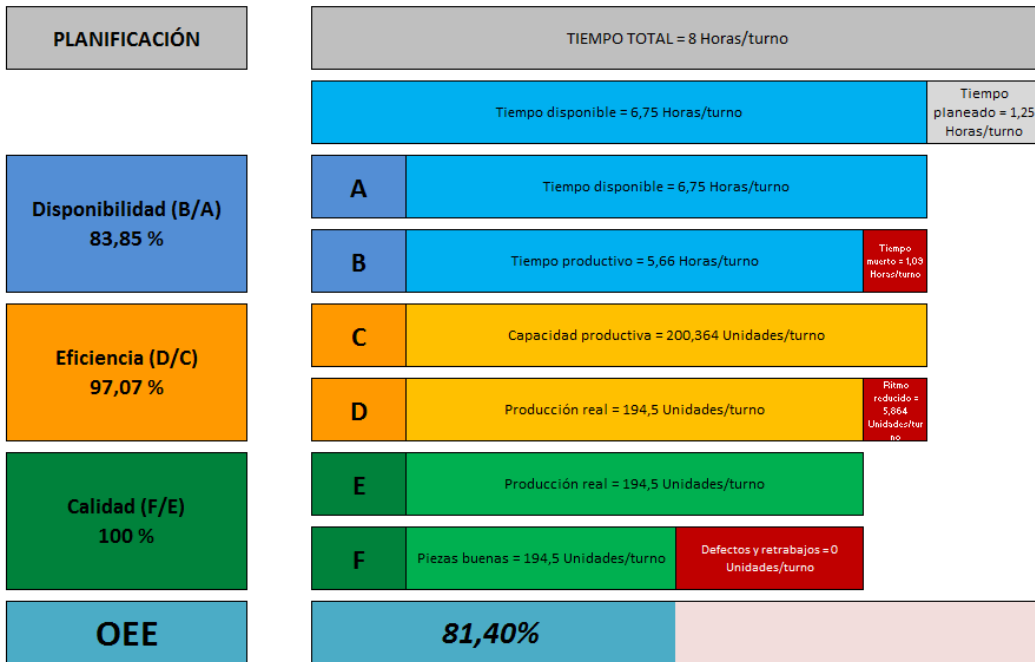 PLANIFICACIÓN
TIEMPO TOTAL = 8 Horas/turno
Tiempo disponible = 6,75 Horas/turno
Tiempo
planeado = 1,25
Horas/turno
Disponibilidad (B/A)
83,85 %
A
Tiempo disponible = 6,75 Horas/turno
B
Tiempo productivo = 5,66 Horas/turno
Tiempo
muerto = 1,09
Horas/turno
Eficiencia (D/C)
97,07 %
C
Capacidad productiva = 200,364 Unidades/turno
D
Producción real = 194,5 Unidades/turno
Ritmo
reducido =
5,864
Unidades/tur
no
Calidad (F/E)
100 %
E
Producción real = 194,5 Unidades/turno
F
Piezas buenas = 194,5 Unidades/turno
Defectos y retrabajos = 0
Unidades/turno
OEE
81,40%